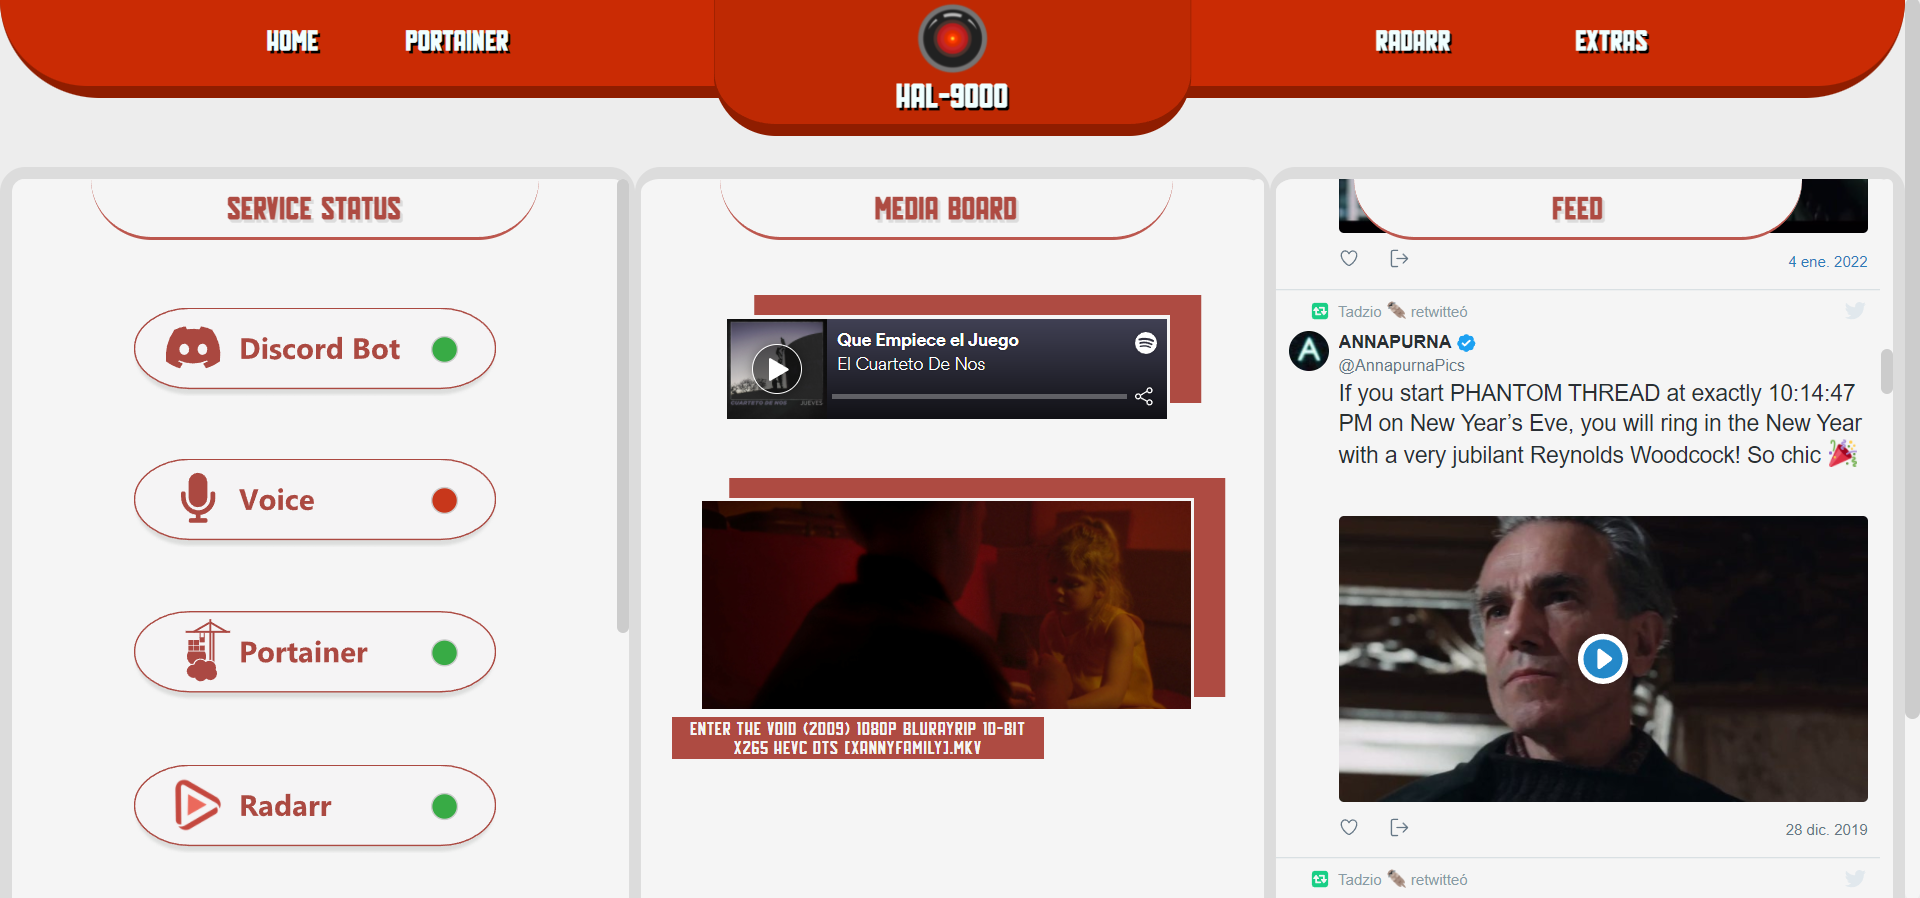 HOME
PORTAINER
HAL-9000
RADARR
EXTRAS
SERVICE STATUS
Discord Bot
Voice
Portainer
Radarr
MEDIA BOARD
Que Empiece el Juego
El Cuarteto De Nos
CUARTETO DE NOS JUEVES
ENTER THE VOID (2009) 1080P BLURAYRIP 10-BIT
X265 HEVC DTS [XANNYFAMILY].MKV
FEED
4 ene. 2022
Tadzio retwitteó
ANNAPURNA
@AnnapurnaPics
If you start PHANTOM THREAD at exactly 10:14:47
PM on New Year’s Eve, you will ring in the New Year
with a very jubilant Reynolds Woodcock! So chic 🎉
28 dic. 2019
Tadzio retwitteó